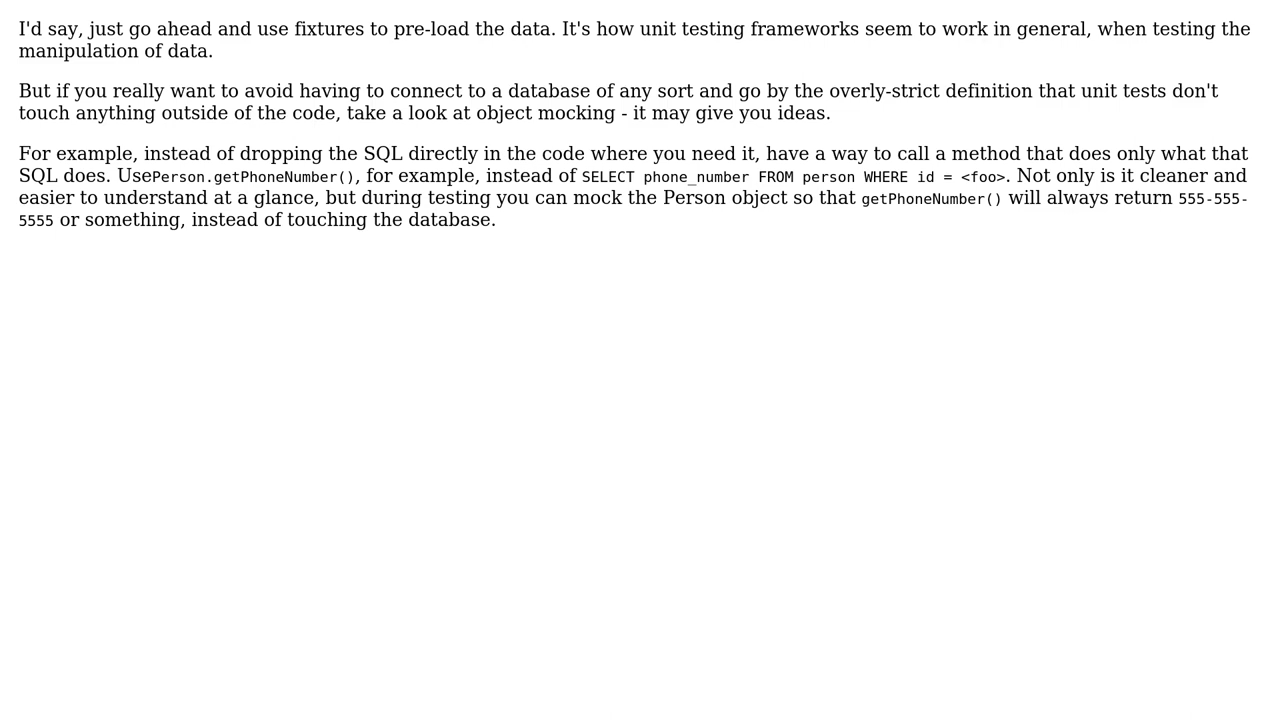 I'd say, just go ahead and use fixtures to pre-load the data. It's how unit testing frameworks seem to work in general, when testing the
manipulation of data.
But if you really want to avoid having to connect to a database of any sort and go by the overly-strict definition that unit tests don't
touch anything outside of the code, take a look at object mocking - it may give you ideas.
For example, instead of dropping the SQL directly in the code where you need it, have a way to call a method that does only what that
SQL does. UsePerson.getPhoneNumber(), for example, instead of SELECT phone_number FROM person WHERE id = <foo>. Not only is it cleaner and
easier to understand at a glance, but during testing you can mock the Person object so that getPhoneNumber() will always return 555-555-
5555 or something, instead of touching the database.